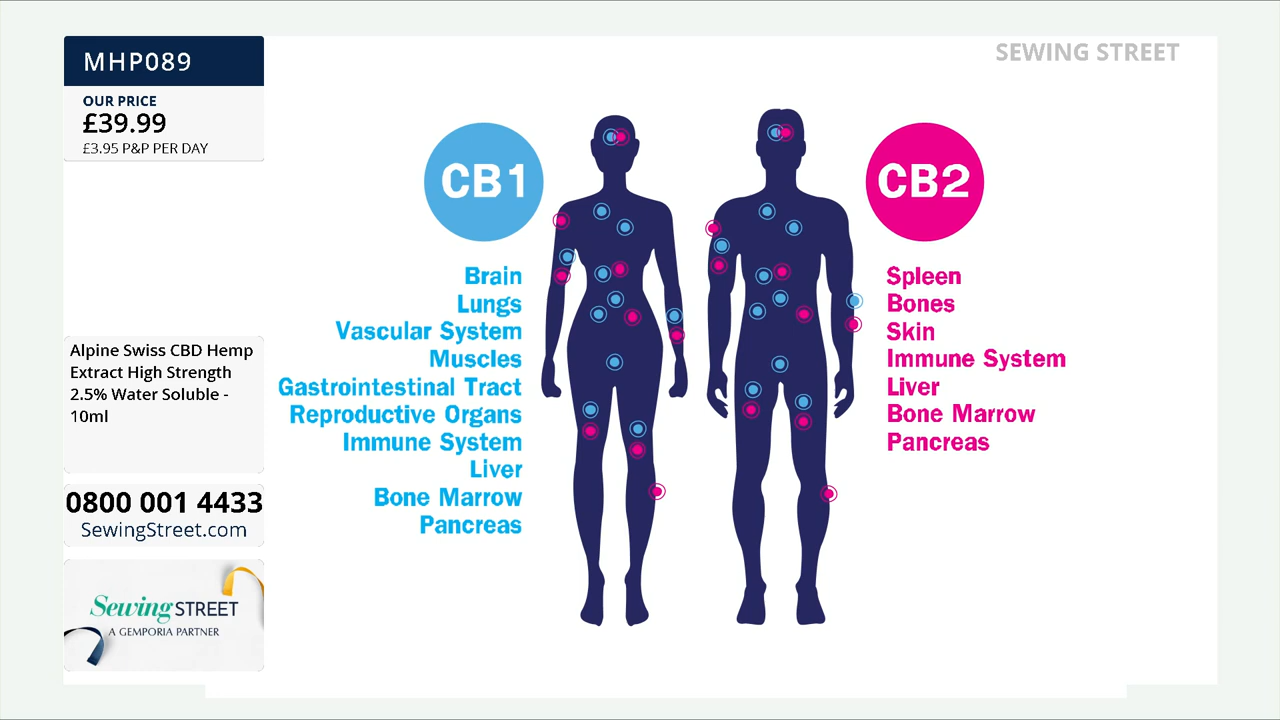 MHP089
OUR PRICE
£39.99
£3.95 P&P PER DAY
Alpine Swiss CBD Hemp
Extract High Strength
2.5% Water Soluble -
10ml
0800 001 4433
SewingStreet.com
Sewing STREET
A GEMPORIA PARTNER
SEWING STREET
CB1
Brain
Lungs
Vascular System
Muscles
Gastrointestinal Tract
Reproductive Organs
Immune System
Liver
Bone Marrow
Pancreas
CB2
Spleen
Bones
Skin
Immune System
Liver
Bone Marrow
Pancreas